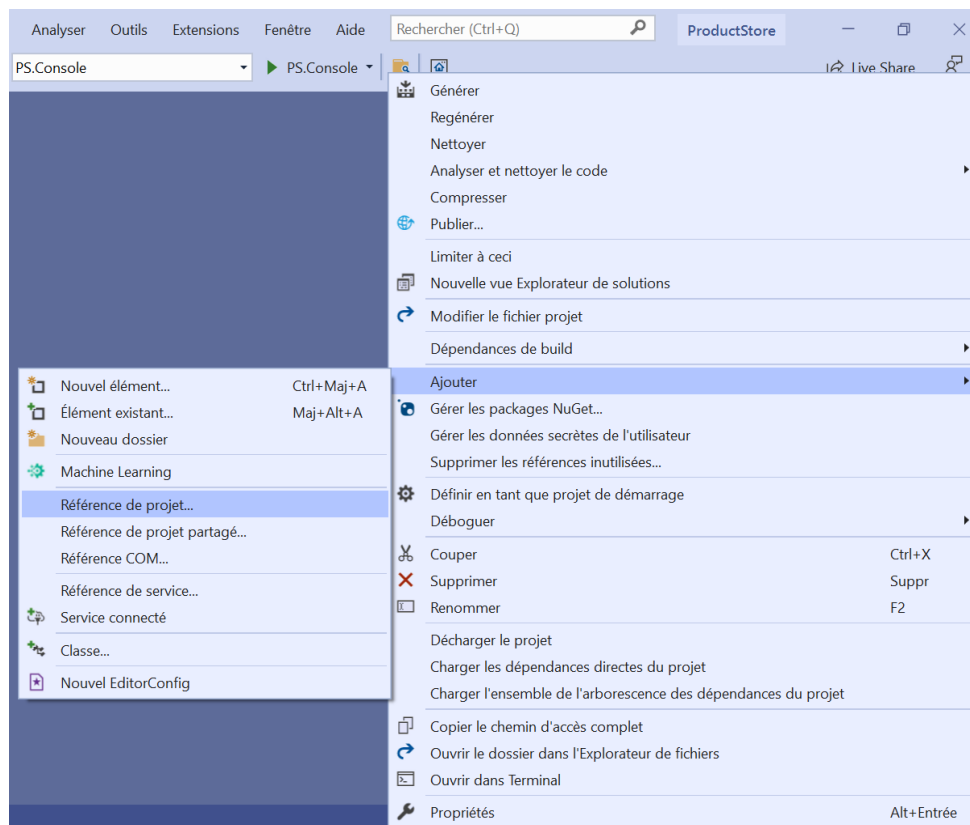 Analyser Outils Extensions Fenêtre Aide Rechercher (Ctrl+Q) ProductStore
PS.Console PS.Console Live Share
Générer
Regénérer
Nettoyer
Analyser et nettoyer le code
Compresser
Publier...
Limiter à ceci
Nouvelle vue Explorateur de solutions
Modifier le fichier projet
Dépendances de build
Ajouter
Gérer les packages NuGet...
Gérer les données secrètes de l'utilisateur
Supprimer les références inutilisées...
Définir en tant que projet de démarrage
Déboguer
Couper Ctrl+X
Supprimer Suppr
Renommer F2
Décharger le projet
Charger les dépendances directes du projet
Charger l'ensemble de l'arborescence des dépendances du projet
Copier le chemin d'accès complet
Ouvrir le dossier dans l'Explorateur de fichiers
Ouvrir dans Terminal
Propriétés Alt+Entrée
Nouvel élément... Ctrl+Maj+A
Élément existant... Maj+Alt+A
Nouveau dossier
Machine Learning
Référence de projet...
Référence de projet partagé...
Référence COM...
Référence de service...
Service connecté
Classe...
Nouvel EditorConfig